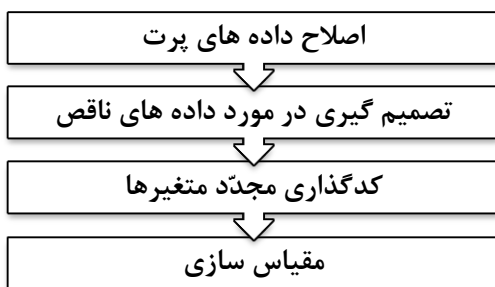 اصلاح داده های پرت
تصمیم گیری در مورد داده های ناقص
کدگذاری مجدّد متغیرها
مقیاس سازی